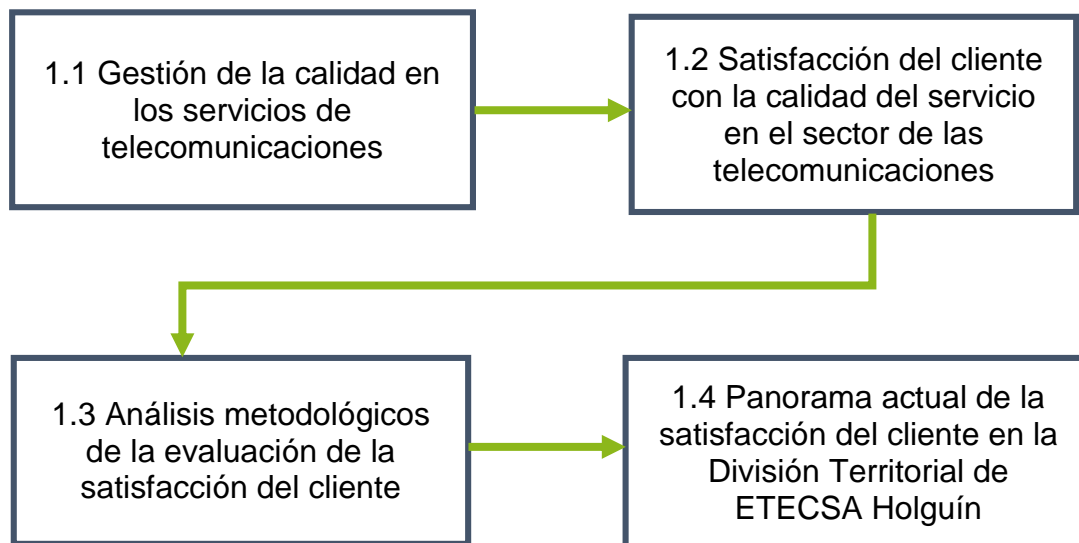 1.1 Gestión de la calidad en
los servicios de
telecomunicaciones
1.2 Satisfacción del cliente
con la calidad del servicio
en el sector de las
telecomunicaciones
1.3 Análisis metodológicos
de la evaluación de la
satisfacción del cliente
1.4 Panorama actual de la
satisfacción del cliente en la
División Territorial de
ETECSA Holguín